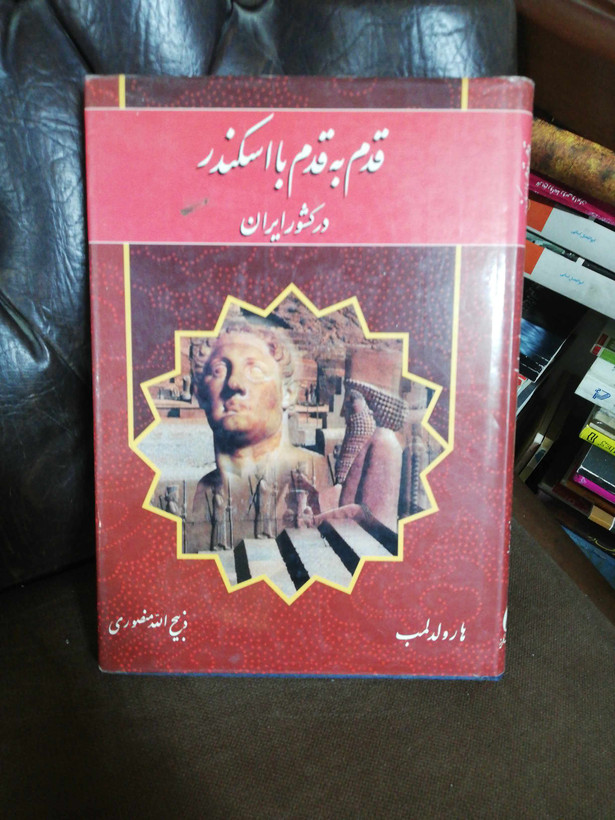 قدم به قدم با اسکندر
در کشور ایران
هارولد لمب
ذبیح الله منصوری